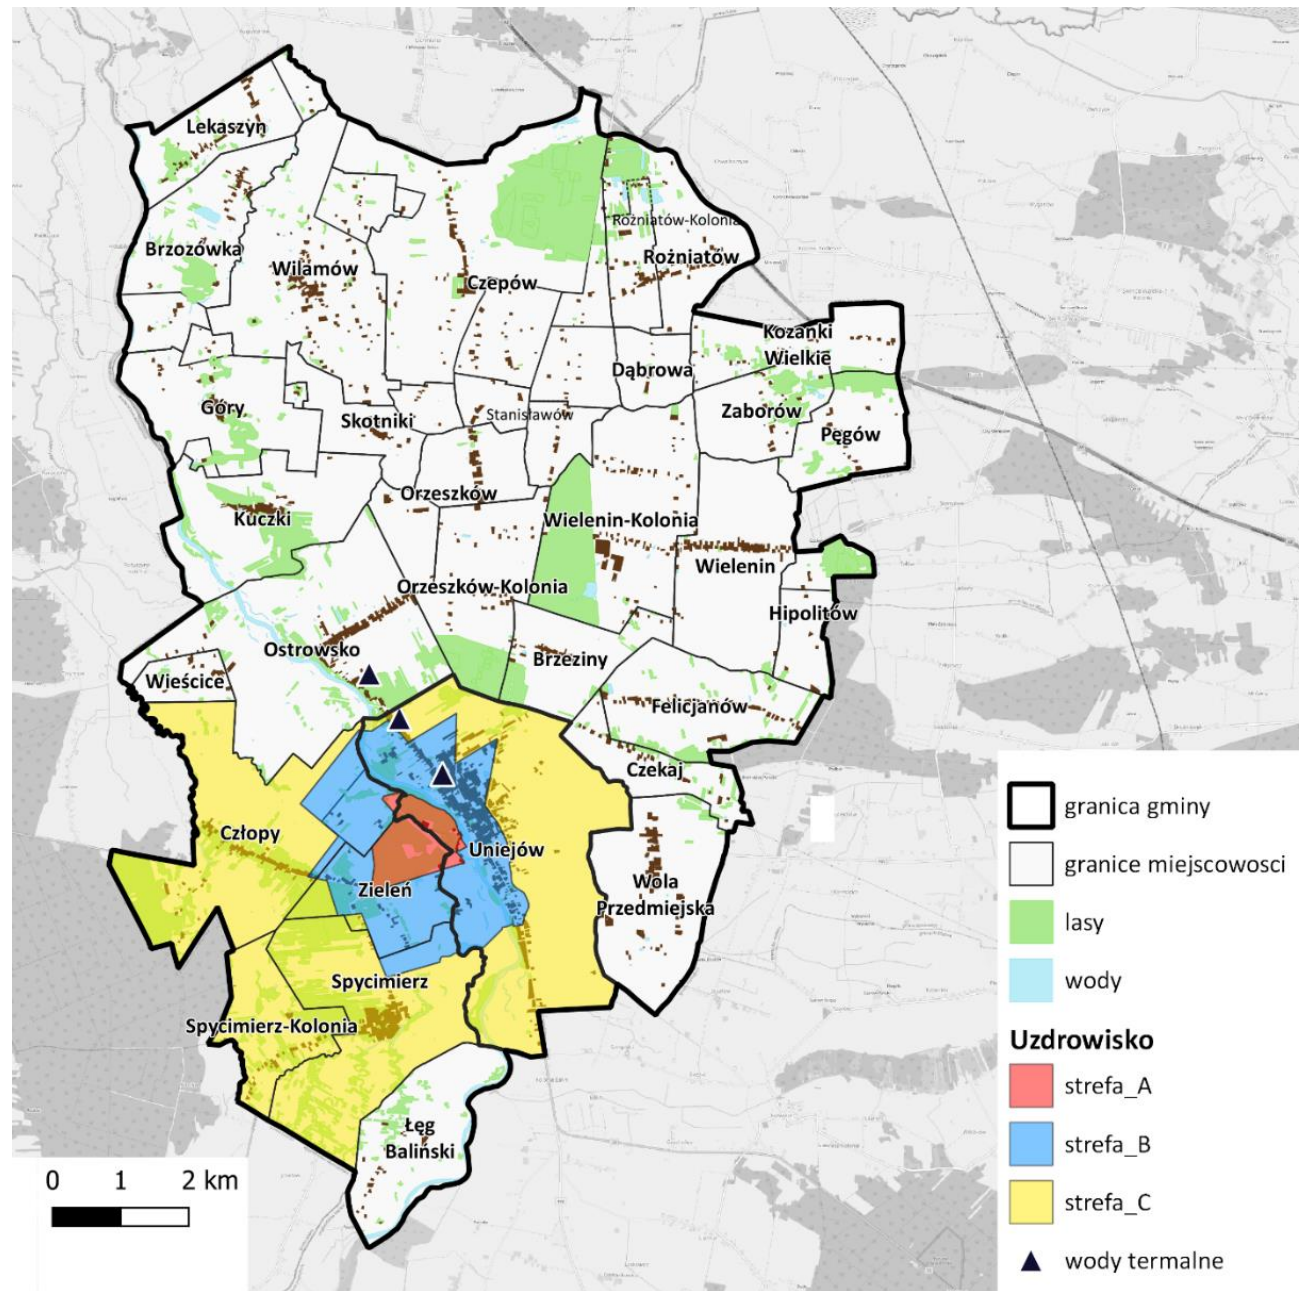 Lekaszyn
Brzozówka
Wilamów
Czepów
Rożniatów-Kolonia
Rożniatów
Kozanki
Wielkie
Dąbrowa
Zaborów
Pęgów
Góry
Skotniki
Stanisławów
Orzeszków
Kuczki
Wielenin-Kolonia
Wielenin
Orzeszków-Kolonia
Hipolitów
Ostrowsko
Brzeziny
Wieścice
Felicjanów
Czekaj
Człopy
Uniejów
Zieleń
Wola
Przedmiejska
Spycimierz
Spycimierz-Kolonia
Łęg
Baliński
0 1 2 km
granica gminy
granice miejscowosci
lasy
wody
Uzdrowisko
strefa_A
strefa_B
strefa_C
wody termalne